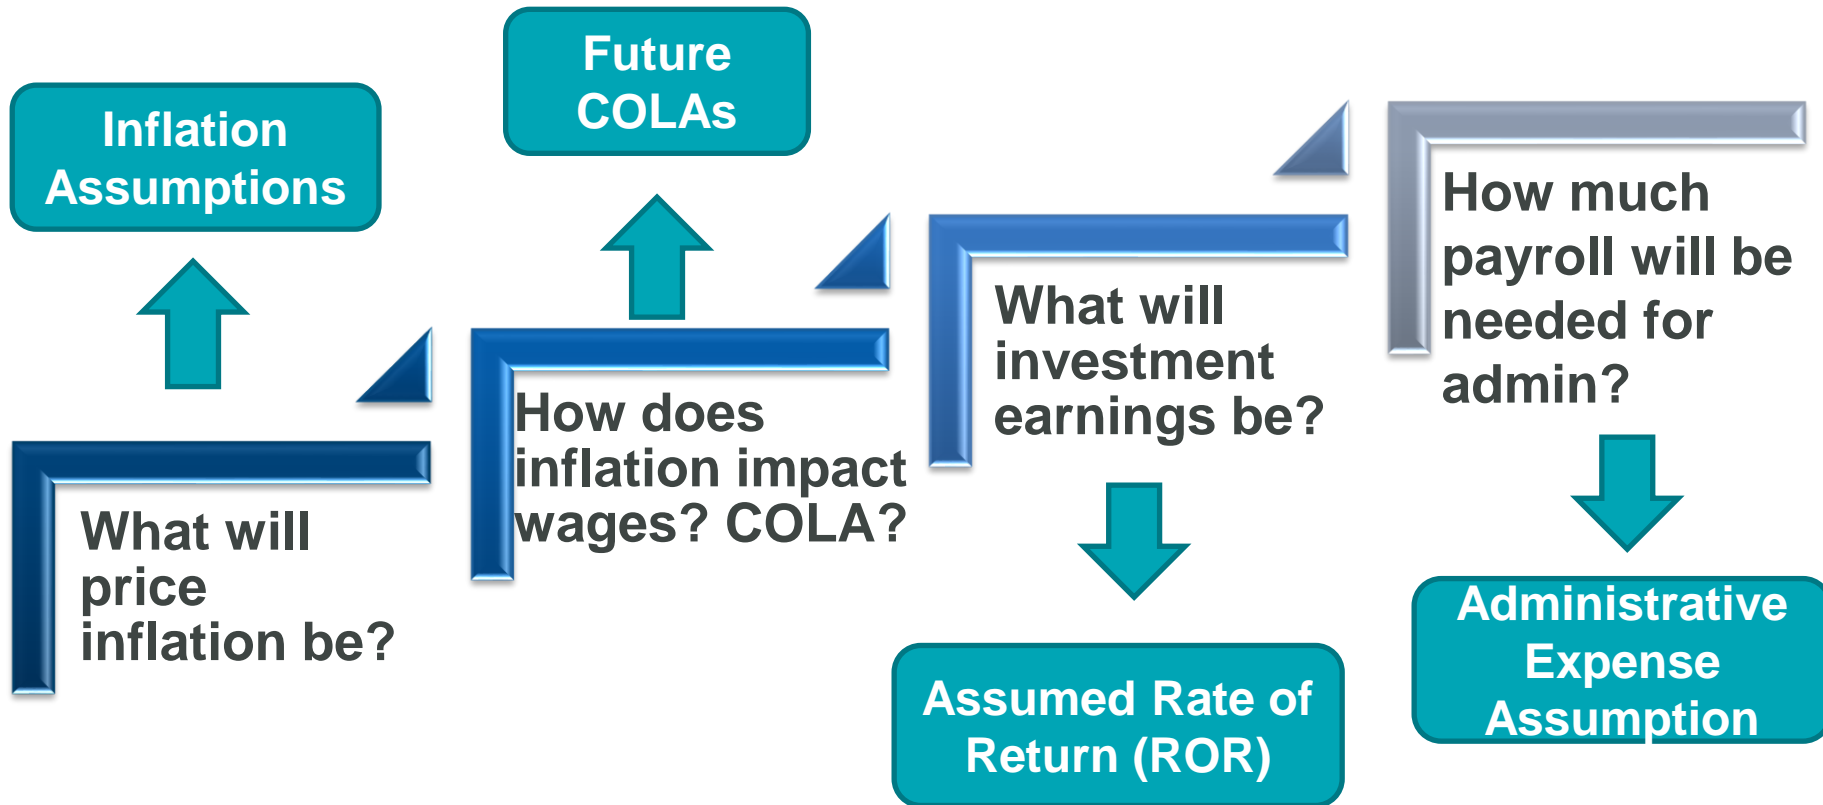 Inflation
Assumptions
What will
price
inflation be?
Future
COLAs
How does
inflation impact
wages? COLA?
What will
investment
earnings be?
Assumed Rate of
Return (ROR)
How much
payroll will be
needed for
admin?
Administrative
Expense
Assumption